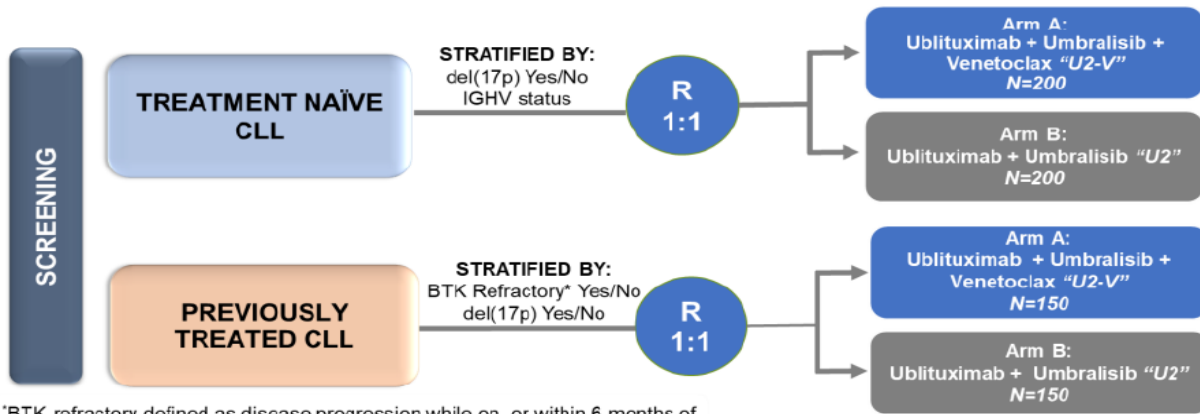 SCREENING
TREATMENT NAÏVE
CLL
STRATIFIED BY:
del(17p) Yes/No
IGHV status
R
1:1
Arm A:
Ublituximab + Umbralisib +
Venetoclax "U2-V"
N=200
Arm B:
Ublituximab + Umbralisib "U2"
N=200
PREVIOUSLY
TREATED CLL
STRATIFIED BY:
BTK Refractory* Yes/No
del(17p) Yes/No
R
1:1
Arm A:
Ublituximab + Umbralisib +
Venetoclax "U2-V"
N=150
Arm B:
Ublituximab + Umbralisib "U2"
N=150
*BTK refractory defined as disease progression while on, or within 6 months of